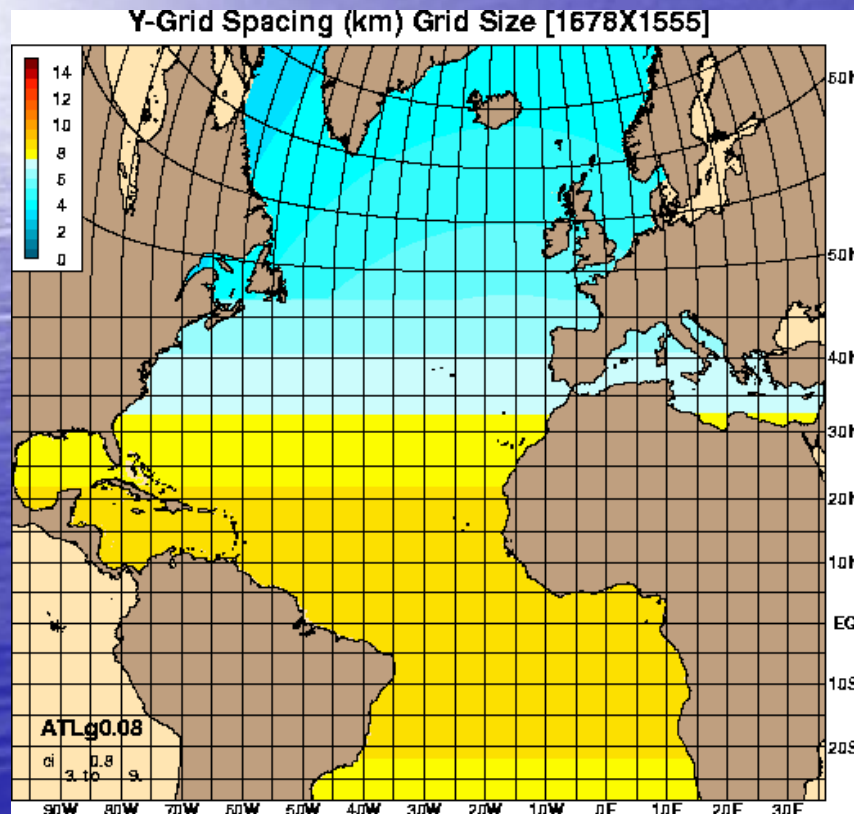 Y-Grid Spacing (km) Grid Size [1678X1555]
14
12
10
8
6
4
2
0
60N
50N
40N
30N
20N
10N
EQ
10S
20S
ATLg0.08
ci 0.8
3. to 9.
90W 80W 70W 60W 50W 40W 30W 20W 10W 0E 10E 20E 30E